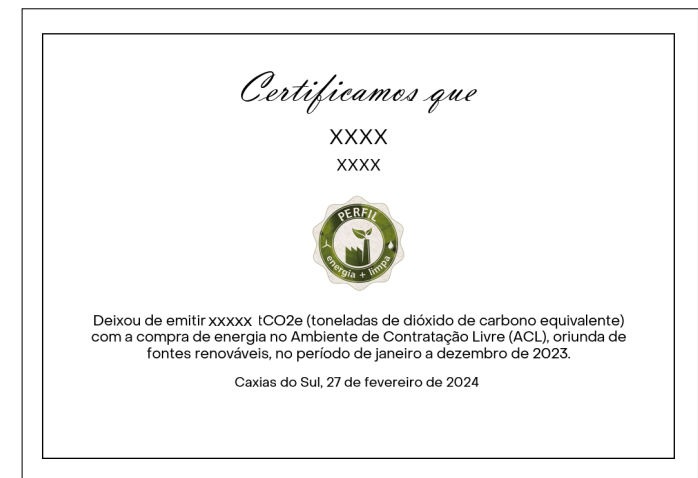 Certificamos que
XXXX
XXXX
PERFIL
energia + limpa
Deixou de emitir xxxxx tCO2e (toneladas de dióxido de carbono equivalente)
com a compra de energia no Ambiente de Contratação Livre (ACL), oriunda de
fontes renováveis, no período de janeiro a dezembro de 2023.
Caxias do Sul, 27 de fevereiro de 2024